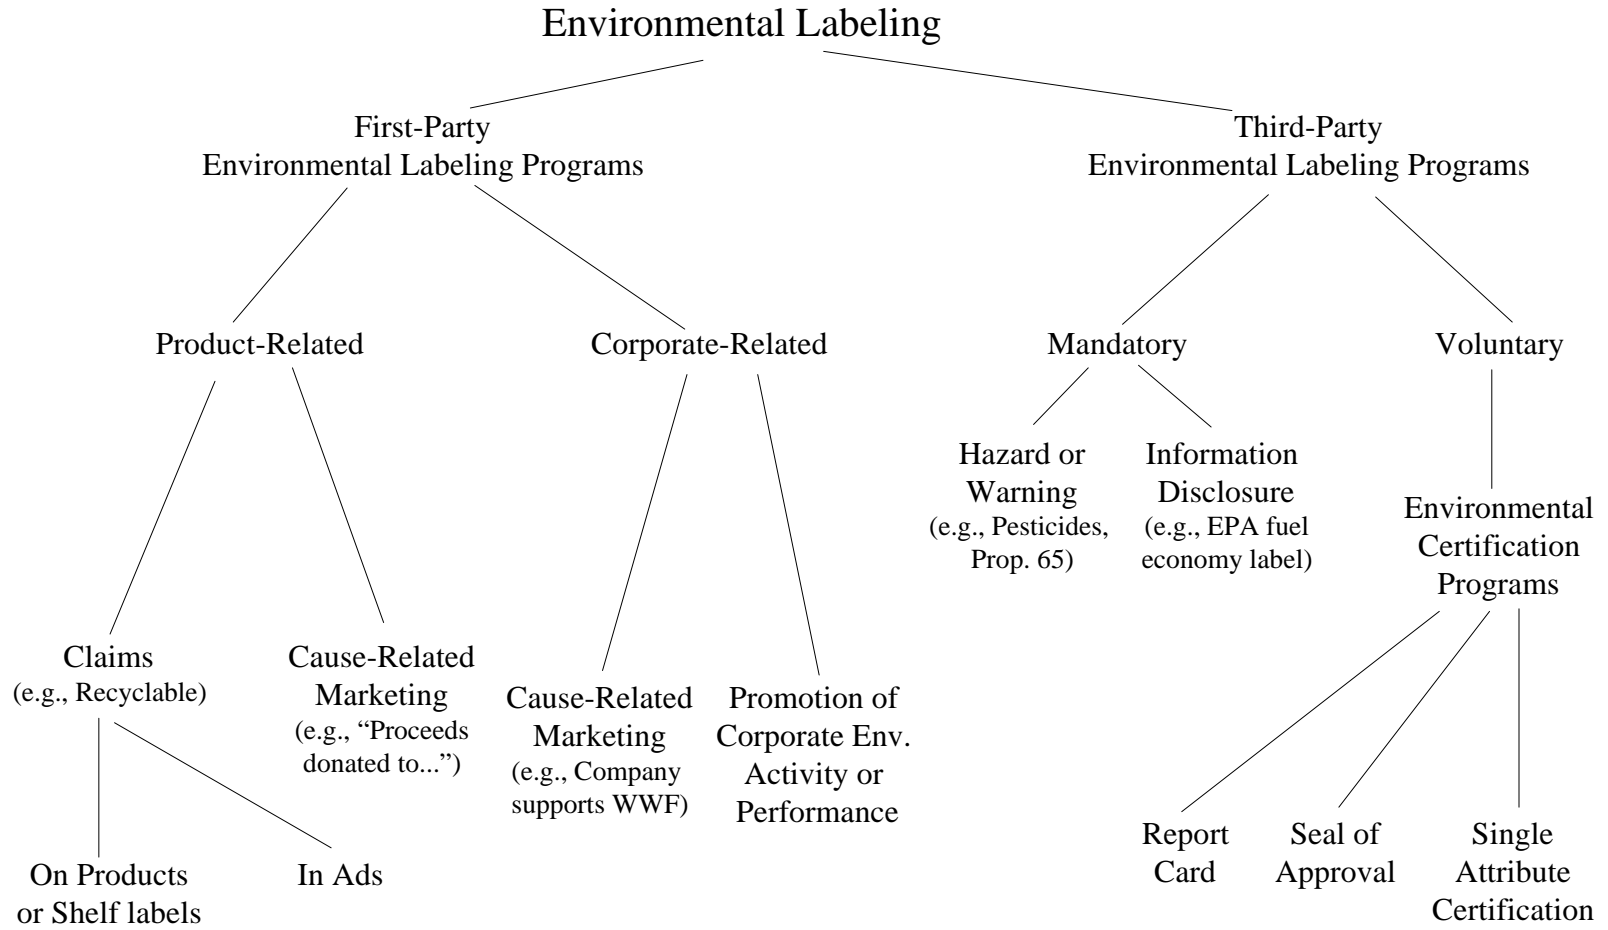 Environmental Labeling
First-Party
Environmental Labeling Programs
Third-Party
Environmental Labeling Programs
Product-Related
Corporate-Related
Mandatory
Voluntary
Hazard or
Warning
(e.g., Pesticides,
Prop. 65)
Information
Disclosure
(e.g., EPA fuel
economy label)
Environmental
Certification
Programs
Claims
(e.g., Recyclable)
Cause-Related
Marketing
(e.g., “Proceeds
donated to...”)
Cause-Related
Marketing
(e.g., Company
supports WWF)
Promotion of
Corporate Env.
Activity or
Performance
On Products
or Shelf labels
In Ads
Report
Card
Seal of
Approval
Single
Attribute
Certification